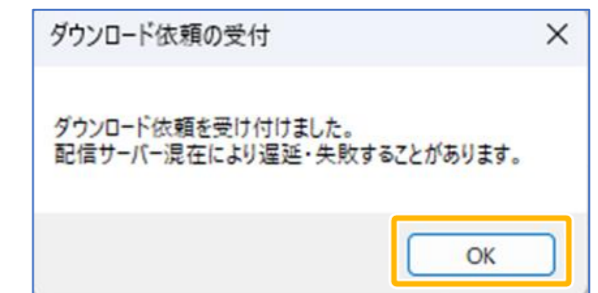 ダウンロード依頼の受付
ダウンロード依頼を受け付けました。
配信サーバー混在により遅延・失敗することがあります。
OK